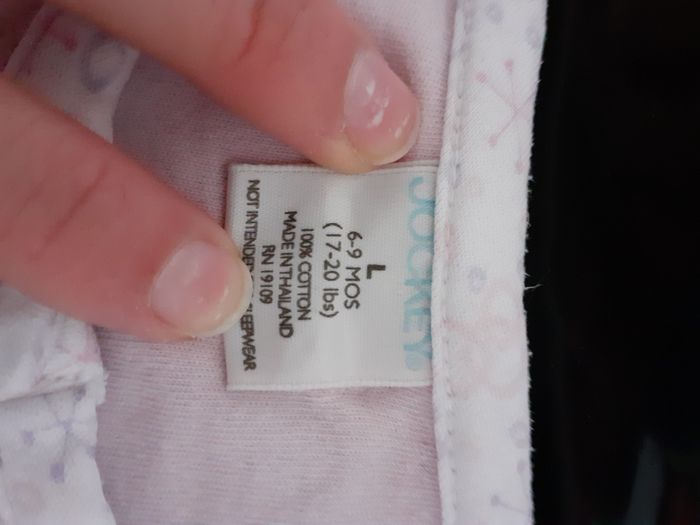 JOCKEY®
L
6-9 MOS
(17-20 lbs)
100% COTTON
MADE IN THAILAND
RN 19109
NOT INTENDED SLEEPWEAR